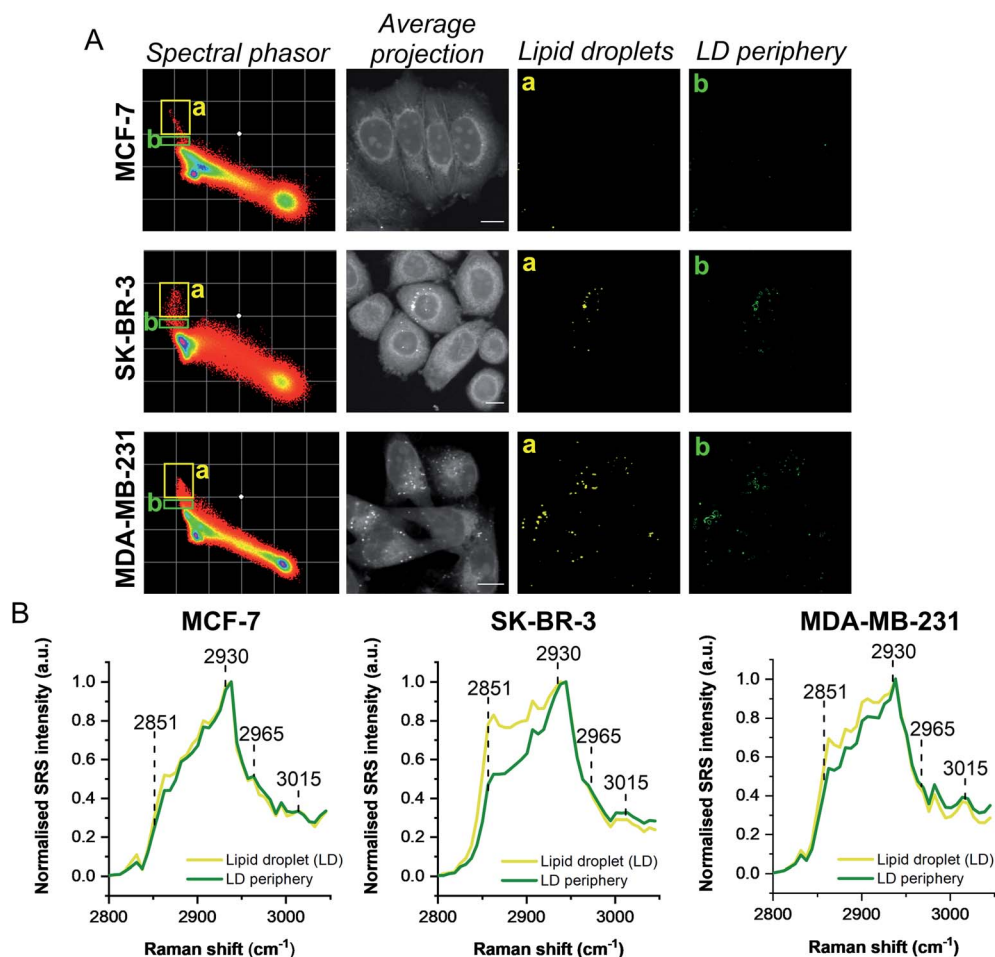 A
Spectral phasor
Average projection
Lipid droplets
LD periphery
MCF-7
a
b
a
b
SK-BR-3
a
b
a
b
MDA-MB-231
a
b
a
b
B
MCF-7
Normalised SRS intensity (a.u.)
1.0
0.8
0.6
0.4
0.2
0.0
2851
2930
2965
3015
Lipid droplet (LD)
LD periphery
2800
2900
3000
Raman shift (cm⁻¹)
SK-BR-3
Normalised SRS intensity (a.u.)
1.0
0.8
0.6
0.4
0.2
0.0
2851
2930
2965
3015
Lipid droplet (LD)
LD periphery
2800
2900
3000
Raman shift (cm⁻¹)
MDA-MB-231
Normalised SRS intensity (a.u.)
1.0
0.8
0.6
0.4
0.2
0.0
2851
2930
2965
3015
Lipid droplet (LD)
LD periphery
2800
2900
3000
Raman shift (cm⁻¹)